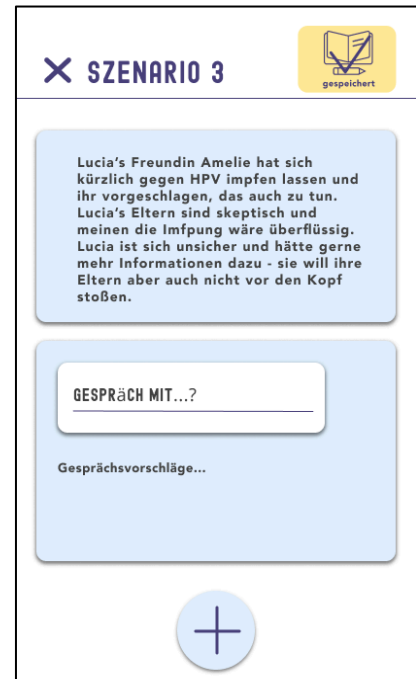 SZENARIO 3
gespeichert
Lucia's Freundin Amelie hat sich
kürzlich gegen HPV impfen lassen und
ihr vorgeschlagen, das auch zu tun.
Lucia's Eltern sind skeptisch und
meinen die Imfpung wäre überflüssig.
Lucia ist sich unsicher und hätte gerne
mehr Informationen dazu - sie will ihre
Eltern aber auch nicht vor den Kopf
stoßen.
GESPRäCH MIT...?
Gesprächsvorschläge...